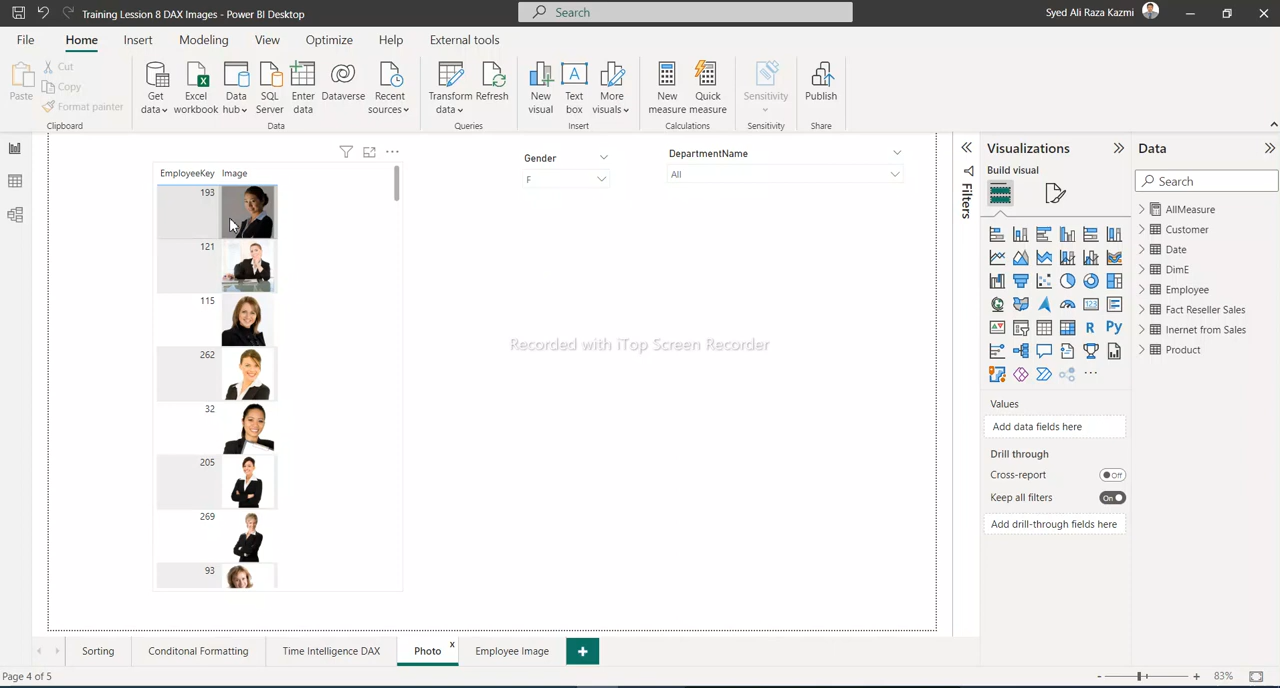 Training Lession 8 DAX Images - Power BI Desktop
Search
Syed Ali Raza Kazmi
File Home Insert Modeling View Optimize Help External tools
Paste
Cut
Copy
Format painter
Clipboard
Get data
Excel workbook
Data hub
SQL Server
Enter data
Dataverse
Recent sources
Data
Transform data
Refresh
Queries
New visual
Text box
More visuals
Insert
New measure
Quick measure
Calculations
Sensitivity
Sensitivity
Publish
Share
EmployeeKey Image
193
121
115
262
32
205
269
93
Gender
F
DepartmentName
All
Recorded with iTop Screen Recorder
Filters
Visualizations
Build visual
R
Py
123
Values
Add data fields here
Drill through
Cross-report
Off
Keep all filters
On
Add drill-through fields here
Data
Search
AllMeasure
Customer
Date
DimE
Employee
Fact Reseller Sales
Inernet from Sales
Product
Sorting
Conditonal Formatting
Time Intelligence DAX
Photo
x
Employee Image
Page 4 of 5
83%